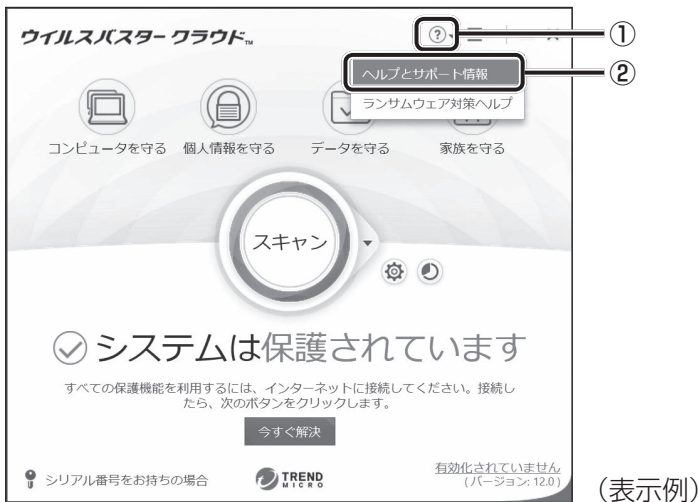 ウイルスバスター クラウド™
?
①
ヘルプとサポート情報
②
ランサムウェア対策ヘルプ
コンピュータを守る
個人情報を守る
データを守る
家族を守る
スキャン
システムは保護されています
すべての保護機能を利用するには、インターネットに接続してください。接続し
たら、次のボタンをクリックします。
今すぐ解決
シリアル番号をお持ちの場合
TREND
MICRO
有効化されていません
(バージョン: 12.0)
(表示例)